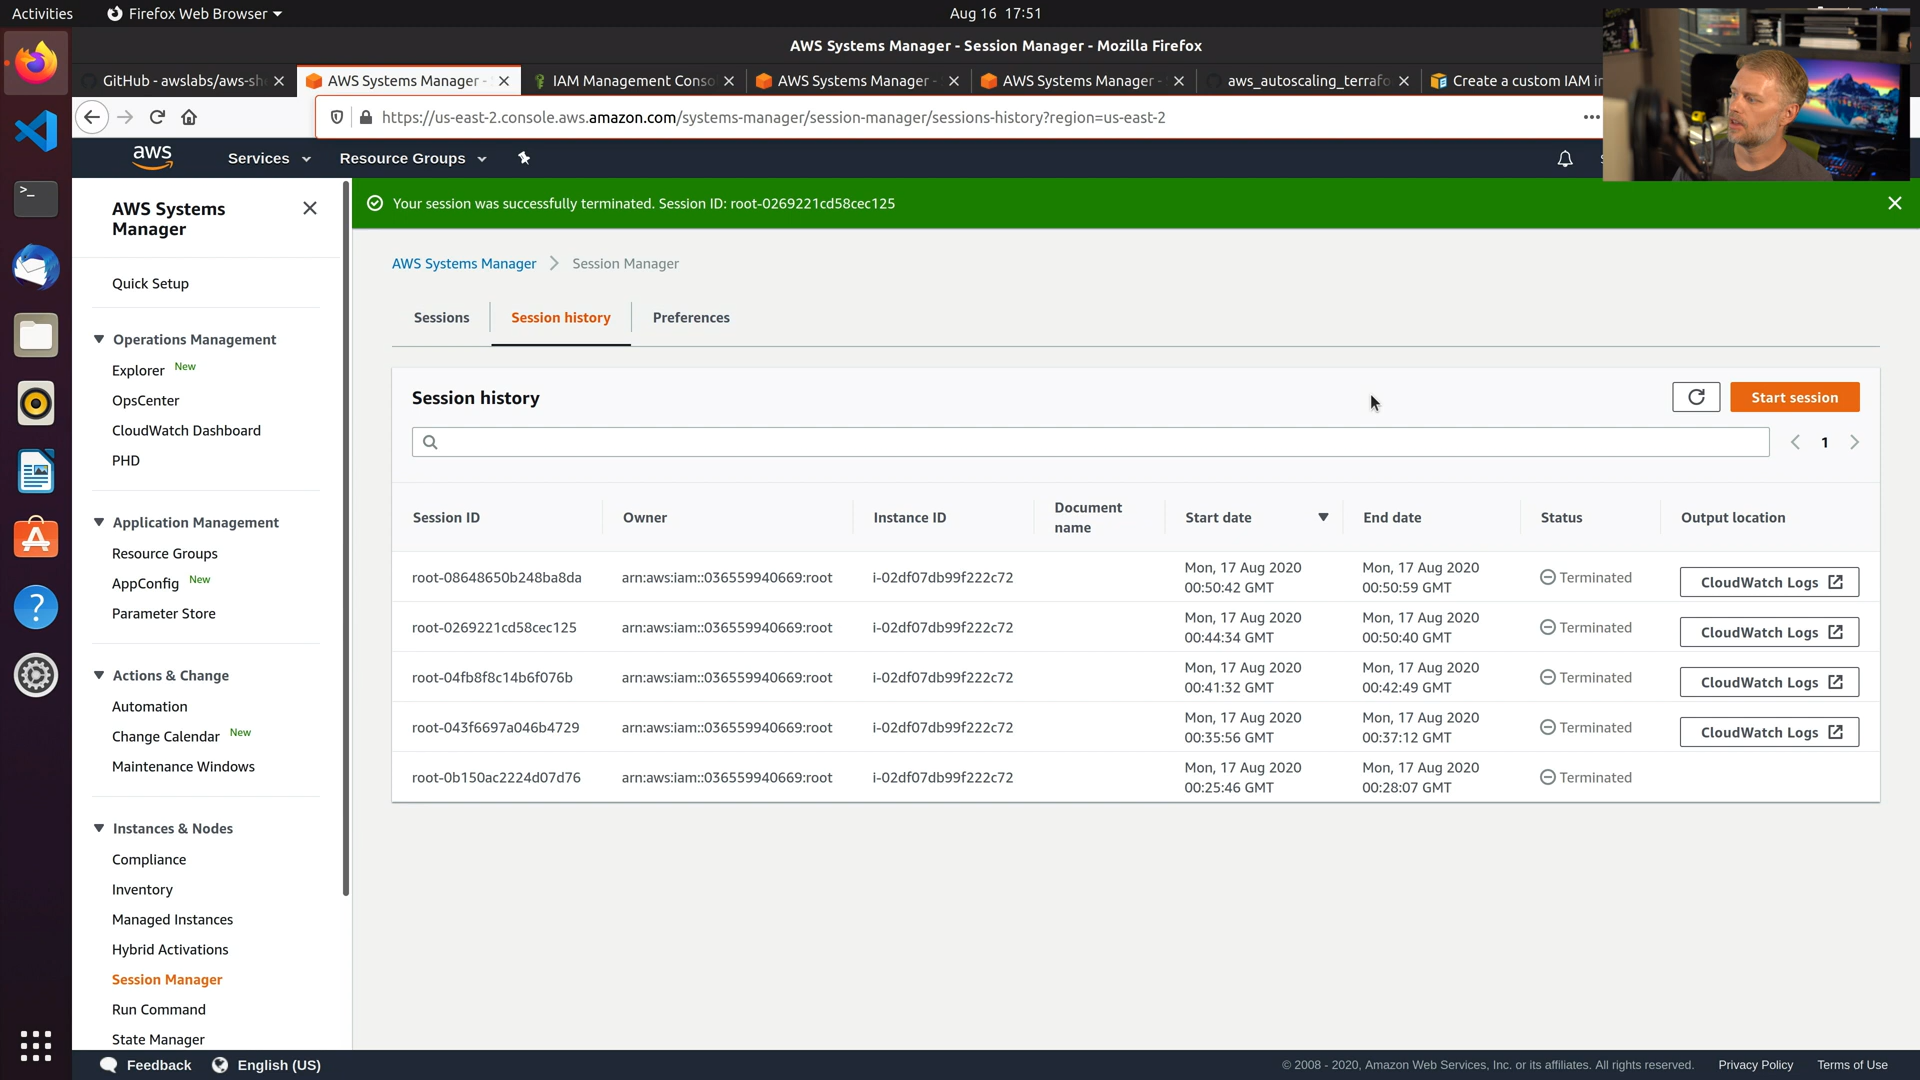 Activities
Firefox Web Browser
Aug 16 17:51
AWS Systems Manager - Session Manager - Mozilla Firefox
GitHub - awslabs/aws-sh
AWS Systems Manager -
IAM Management Conso
AWS Systems Manager -
AWS Systems Manager -
aws_autoscaling_terrafo
Create a custom IAM in
https://us-east-2.console.aws.amazon.com/systems-manager/session-manager/sessions-history?region=us-east-2
aws
Services
Resource Groups
AWS Systems
Manager
Quick Setup
Operations Management
Explorer New
OpsCenter
CloudWatch Dashboard
PHD
Application Management
Resource Groups
AppConfig New
Parameter Store
Actions & Change
Automation
Change Calendar New
Maintenance Windows
Instances & Nodes
Compliance
Inventory
Managed Instances
Hybrid Activations
Session Manager
Run Command
State Manager
Your session was successfully terminated. Session ID: root-0269221cd58cec125
AWS Systems Manager
Session Manager
Sessions
Session history
Preferences
Session history
Start session
1
Session ID
Owner
Instance ID
Document
name
Start date
End date
Status
Output location
root-08648650b248ba8da arn:aws:iam::036559940669:root i-02df07db99f222c72 Mon, 17 Aug 2020 Mon, 17 Aug 2020 Terminated CloudWatch Logs
00:50:42 GMT 00:50:59 GMT
root-0269221cd58cec125 arn:aws:iam::036559940669:root i-02df07db99f222c72 Mon, 17 Aug 2020 Mon, 17 Aug 2020 Terminated CloudWatch Logs
00:44:34 GMT 00:50:40 GMT
root-04fb8f8c14b6f076b arn:aws:iam::036559940669:root i-02df07db99f222c72 Mon, 17 Aug 2020 Mon, 17 Aug 2020 Terminated CloudWatch Logs
00:41:32 GMT 00:42:49 GMT
root-043f6697a046b4729 arn:aws:iam::036559940669:root i-02df07db99f222c72 Mon, 17 Aug 2020 Mon, 17 Aug 2020 Terminated CloudWatch Logs
00:35:56 GMT 00:37:12 GMT
root-0b150ac2224d07d76 arn:aws:iam::036559940669:root i-02df07db99f222c72 Mon, 17 Aug 2020 Mon, 17 Aug 2020 Terminated
00:25:46 GMT 00:28:07 GMT
Feedback
English (US)
© 2008 - 2020, Amazon Web Services, Inc. or its affiliates. All rights reserved.
Privacy Policy
Terms of Use